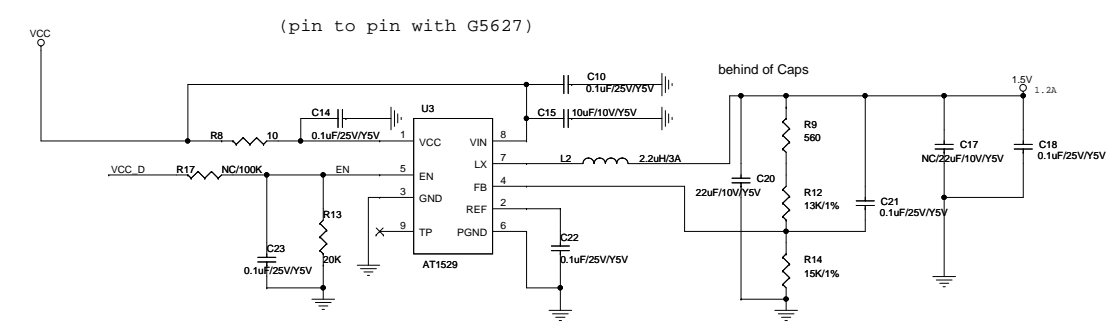 (pin to pin with G5627)
VCC
C10
0.1uF/25V/Y5V
behind of Caps
1.5V
1.2A
C14
0.1uF/25V/Y5V
U3
C15
10uF/10V/Y5V
R8
10
1
VCC
VIN
8
R9
560
LX
7
L2
2.2uH/3A
C17
NC/22uF/10V/Y5V
C18
0.1uF/25V/Y5V
VCC_D
R17
NC/100K
EN
5
EN
FB
4
C20
22uF/10V/Y5V
R12
13K/1%
3
GND
REF
2
C21
0.1uF/25V/Y5V
R13
20K
9
TP
PGND
6
C23
0.1uF/25V/Y5V
C22
0.1uF/25V/Y5V
R14
15K/1%
AT1529